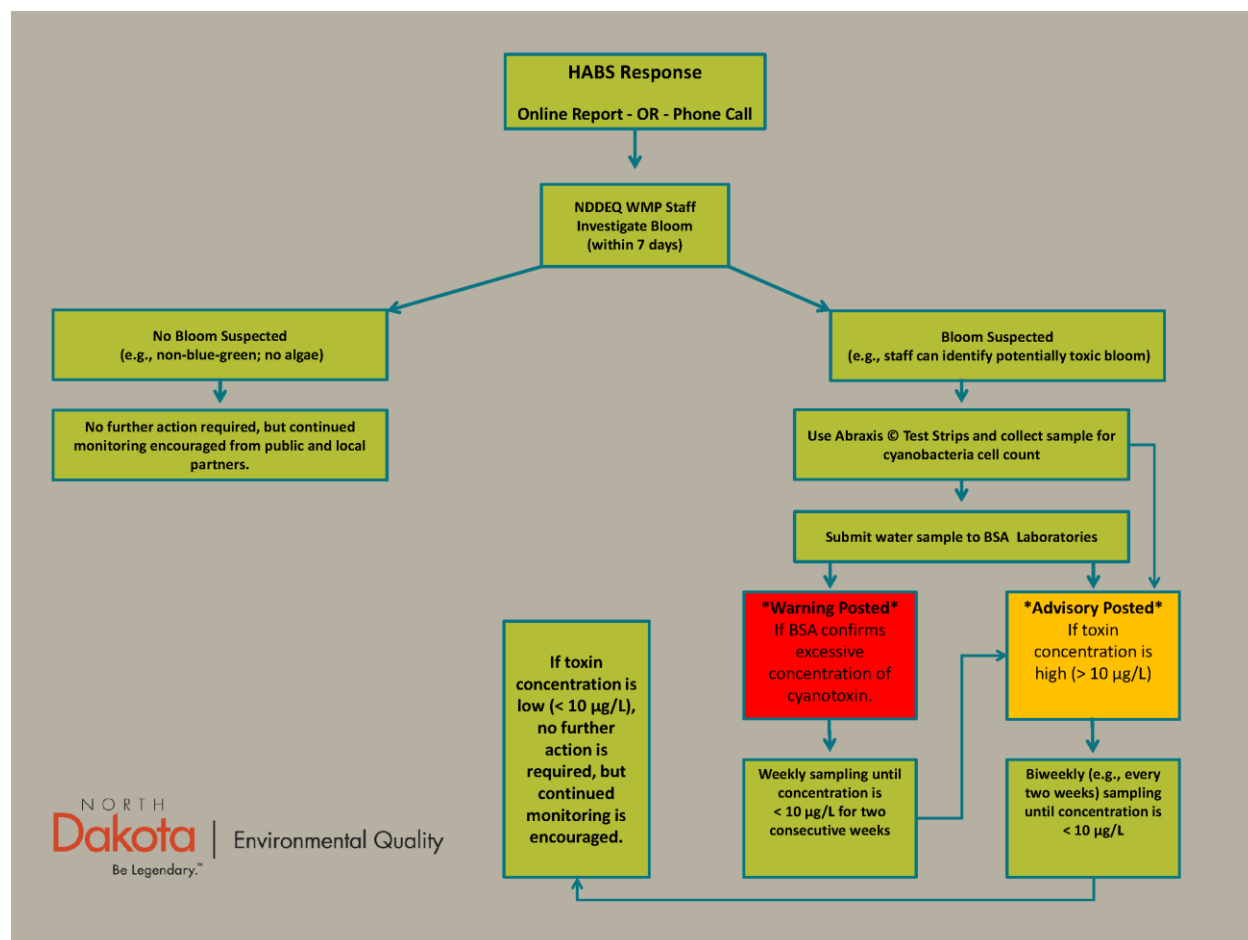 HABS Response
Online Report - OR - Phone Call
NDDEQ WMP Staff
Investigate Bloom
(within 7 days)
No Bloom Suspected
(e.g., non-blue-green; no algae)
Bloom Suspected
(e.g., staff can identify potentially toxic bloom)
No further action required, but continued
monitoring encouraged from public and local
partners.
Use Abraxis © Test Strips and collect sample for
cyanobacteria cell count
Submit water sample to BSA Laboratories
*Warning Posted*
If BSA confirms
excessive
concentration of
cyanotoxin.
*Advisory Posted*
If toxin
concentration is
high (> 10 µg/L)
If toxin
concentration is
low (< 10 µg/L),
no further
action is
required, but
continued
monitoring is
encouraged.
Weekly sampling until
concentration is
< 10 µg/L for two
consecutive weeks
Biweekly (e.g., every
two weeks) sampling
until concentration is
< 10 µg/L
NORTH
Dakota
Be Legendary.™
Environmental Quality